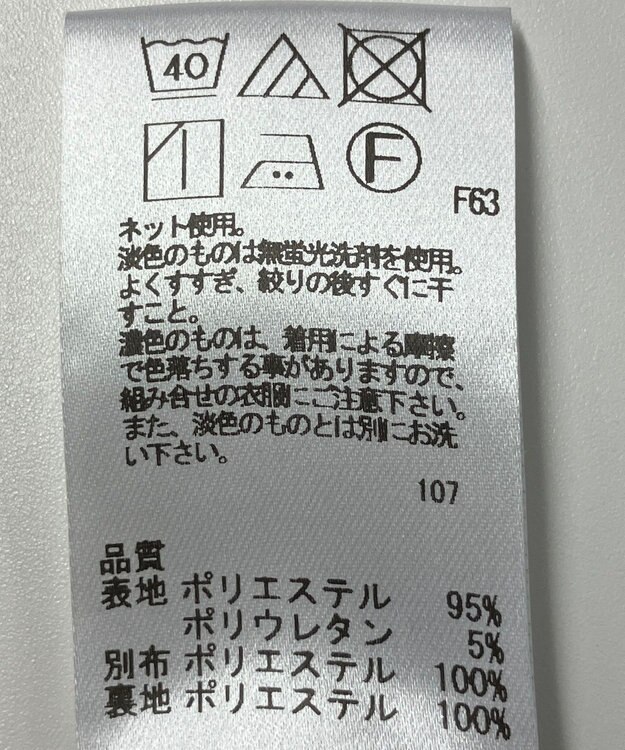 40
F
F63
ネット使用。
淡色のものは無蛍光洗剤を使用。
よくすすぎ、絞りの後すぐに干
すこと。
濃色のものは、着用による摩擦
で色落ちする事がありますので、
組み合せの衣服にご注意下さい。
また、淡色のものとは別にお洗
い下さい。
107
品質
表地 ポリエステル 95%
ポリウレタン 5%
別布 ポリエステル 100%
裏地 ポリエステル 100%